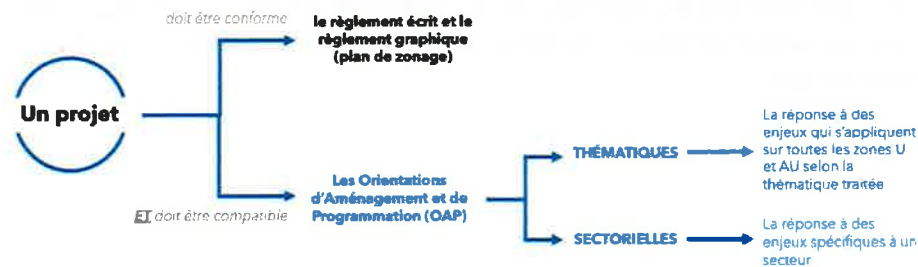 doit être conforme
le règlement écrit et le
règlement graphique
(plan de zonage)
Un projet
ET doit être compatible
Les Orientations
d'Aménagement et de
Programmation (OAP)
THÉMATIQUES
La réponse à des
enjeux qui s'appliquent
sur toutes les zones U
et AU selon la
thématique traitée
SECTORIELLES
La réponse à des
enjeux spécifiques à un
secteur